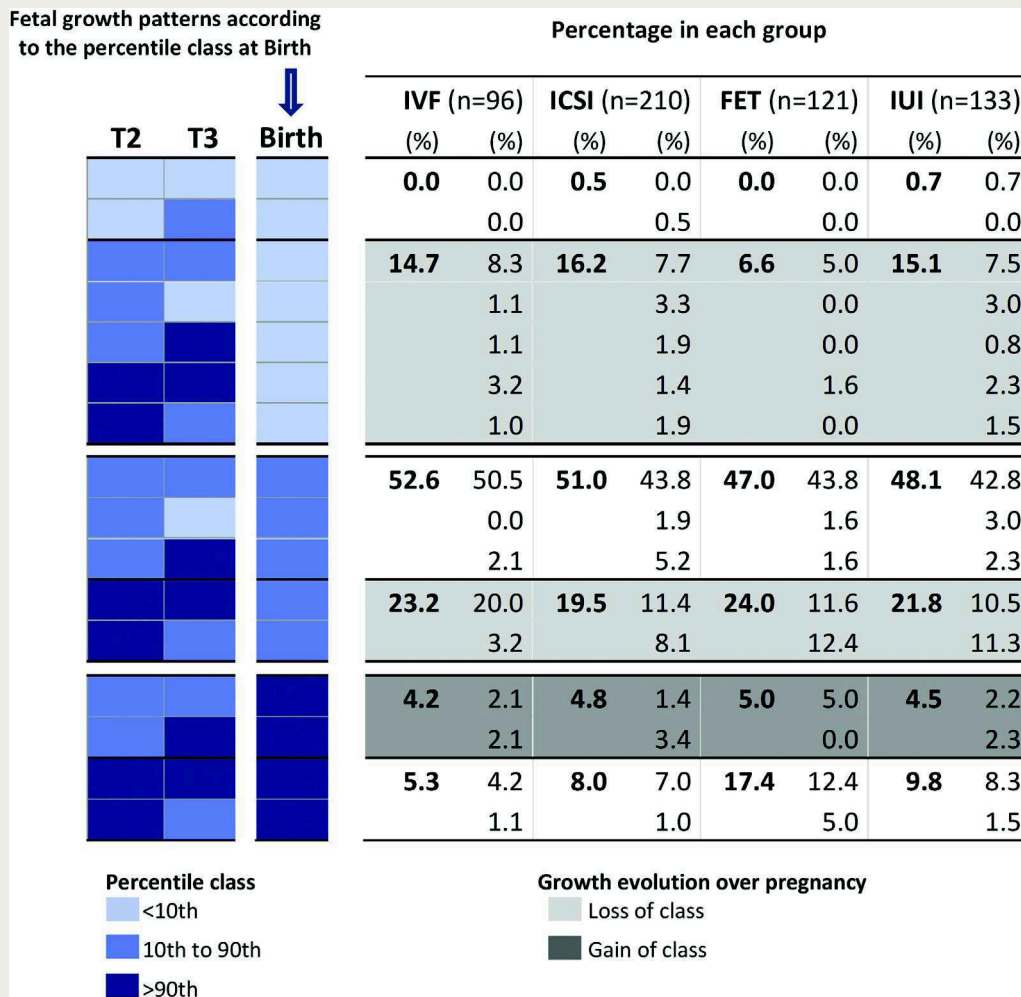 Fetal growth patterns according
to the percentile class at Birth
Percentage in each group
IVF (n=96) ICSI (n=210) FET (n=121) IUI (n=133)
T2 T3 Birth (%) (%) (%) (%) (%) (%) (%) (%)
0.0 0.0 0.5 0.0 0.0 0.0 0.7 0.7
0.0 0.5 0.0 0.0
14.7 8.3 16.2 7.7 6.6 5.0 15.1 7.5
1.1 3.3 0.0 3.0
1.1 1.9 0.0 0.8
3.2 1.4 1.6 2.3
1.0 1.9 0.0 1.5
52.6 50.5 51.0 43.8 47.0 43.8 48.1 42.8
0.0 1.9 1.6 3.0
2.1 5.2 1.6 2.3
23.2 20.0 19.5 11.4 24.0 11.6 21.8 10.5
3.2 8.1 12.4 11.3
4.2 2.1 4.8 1.4 5.0 5.0 4.5 2.2
2.1 3.4 0.0 2.3
5.3 4.2 8.0 7.0 17.4 12.4 9.8 8.3
1.1 1.0 5.0 1.5
Percentile class
<10th
10th to 90th
>90th
Growth evolution over pregnancy
Loss of class
Gain of class